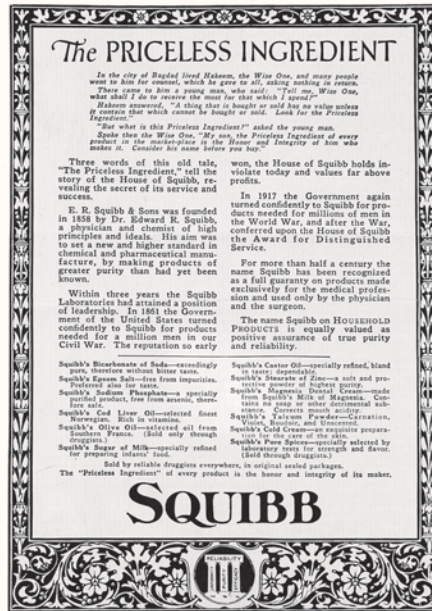 The PRICELESS INGREDIENT
In the city of Bagdad lived Hakeem, the Wise One, and many people
went to him for counsel, which he gave to all, asking nothing in return.
There came to him a young man, who said: "Tell me, Wise One,
what shall I do to receive the most for that which I spend?"
Hakeem answered, "A thing that is bought or sold has no value unless
it contain that which cannot be bought or sold. Look for the Priceless
Ingredient."
"But what is this Priceless Ingredient?" asked the young man.
Spoke then the Wise One, "My son, the Priceless Ingredient of every
product in the market-place is the Honor and Integrity of him who
makes it. Consider his name before you buy."
Three words of this old tale,
"The Priceless Ingredient," tell the
story of the House of Squibb, re-
vealing the secret of its service and
success.
E. R. Squibb & Sons was founded
in 1858 by Dr. Edward R. Squibb,
a physician and chemist of high
principles and ideals. His aim was
to set a new and higher standard in
chemical and pharmaceutical manu-
facture, by making products of
greater purity than had yet been
known.
Within three years the Squibb
Laboratories had attained a position
of leadership. In 1861 the Govern-
ment of the United States turned
confidently to Squibb for products
needed for a million men in our
Civil War. The reputation so early
won, the House of Squibb holds in-
violate today and values far above
profits.
In 1917 the Government again
turned confidently to Squibb for pro-
ducts needed for millions of men in
the World War, and after the War,
conferred upon the House of Squibb
the Award for Distinguished
Service.
For more than half a century the
name Squibb has been recognized
as a full guaranty on products made
exclusively for the medical profes-
sion and used only by the physician
and the surgeon.
The name Squibb on HOUSEHOLD
PRODUCTS is equally valued as
positive assurance of true purity
and reliability.
Squibb's Bicarbonate of Soda—exceedingly
pure, therefore without bitter taste.
Squibb's Epsom Salt—free from impurities.
Preferred also for taste.
Squibb's Sodium Phosphate—a specially
purified product, free from arsenic, there-
fore safe.
Squibb's Cod Liver Oil—selected finest
Norwegian. Rich in vitamine.
Squibb's Olive Oil—selected oil from
Southern France. (Sold only through
druggists.)
Squibb's Sugar of Milk—specially refined
for preparing infants' food.
Squibb's Castor Oil—specially refined, bland
in taste; dependable.
Squibb's Stearate of Zinc—a soft and pro-
tective powder of highest purity.
Squibb's Magnesia Dental Cream—made
from Squibb's Milk of Magnesia. Con-
tains no soap or other detrimental sub-
stance. Corrects mouth acidity.
Squibb's Talcum Powder—Carnation,
Violet, Boudoir, and Unscented.
Squibb's Cold Cream—an exquisite prepara-
tion for the care of the skin.
Squibb's Pure Spices—specially selected by
laboratory tests for strength and flavor.
(Sold through druggists.)
Sold by reliable druggists everywhere, in original sealed packages.
The "Priceless Ingredient" of every product is the honor and integrity of its maker.
SQUIBB
RELIABILITY